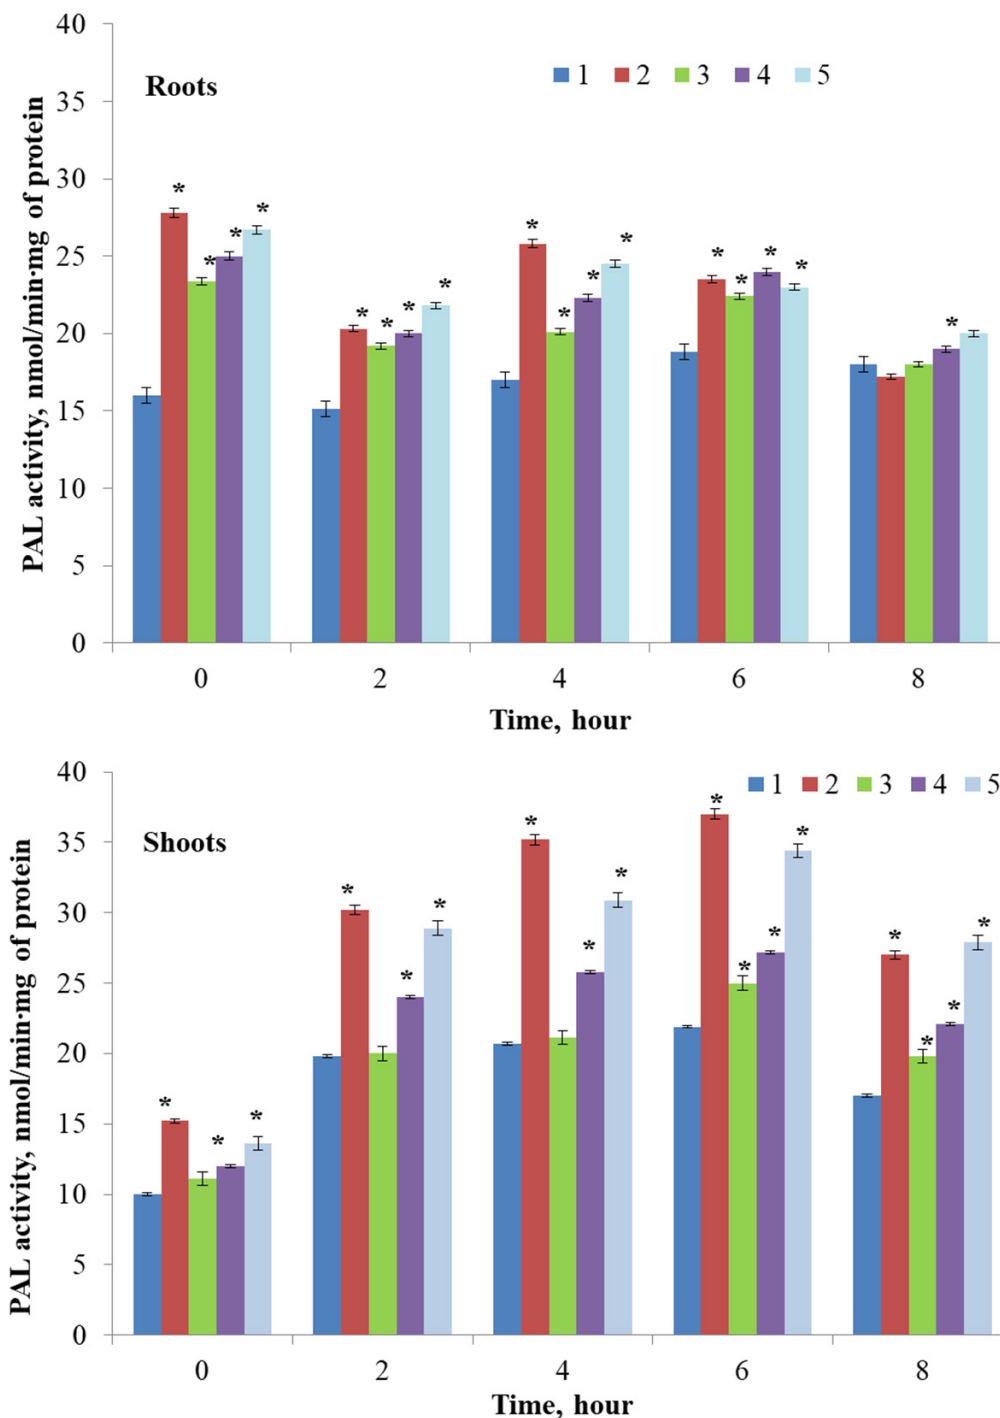 PAL activity, nmol/min·mg of protein
40
35
30
25
20
15
10
5
0
Roots
1 2 3 4 5
* * * *
* * * *
* * * *
* * * *
*
0 2 4 6 8
Time, hour
PAL activity, nmol/min·mg of protein
40
35
30
25
20
15
10
5
0
Shoots
1 2 3 4 5
* * *
* * *
* * *
* * * *
* * * *
0 2 4 6 8
Time, hour